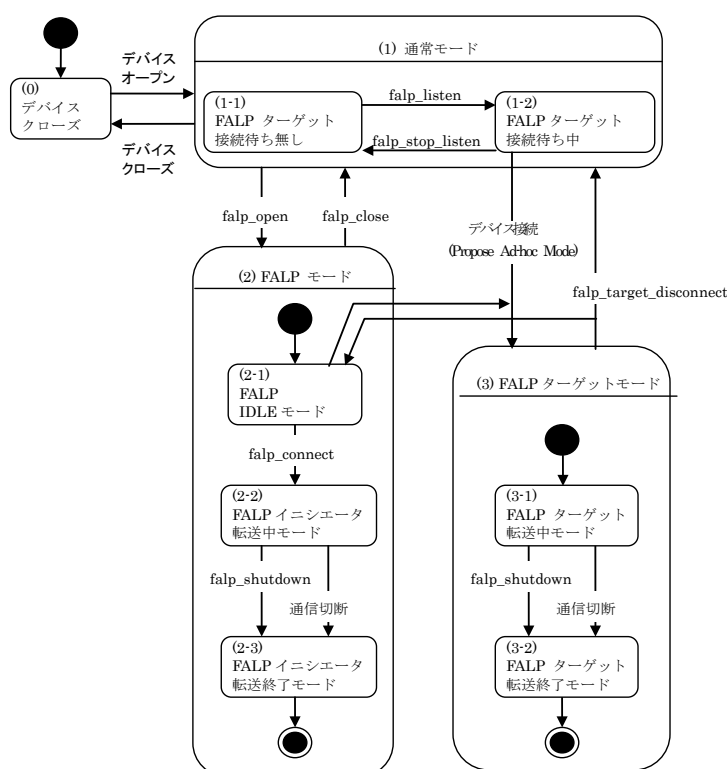 (1) 通常モード
デバイス
オープン
(0)
デバイス
クローズ
(1-1)
FALP ターゲット
接続待ち無し
falp_listen
(1-2)
FALP ターゲット
接続待ち中
falp_stop_listen
デバイス
クローズ
falp_open
falp_close
デバイス接続
(Propose Ad-hoc Mode)
(2) FALP モード
falp_target_disconnect
(2-1)
FALP
IDLE モード
(3) FALP ターゲットモード
falp_connect
(2-2)
FALP イニシエータ
転送中モード
(3-1)
FALP ターゲット
転送中モード
falp_shutdown
通信切断
falp_shutdown
通信切断
(2-3)
FALP イニシエータ
転送終了モード
(3-2)
FALP ターゲット
転送終了モード